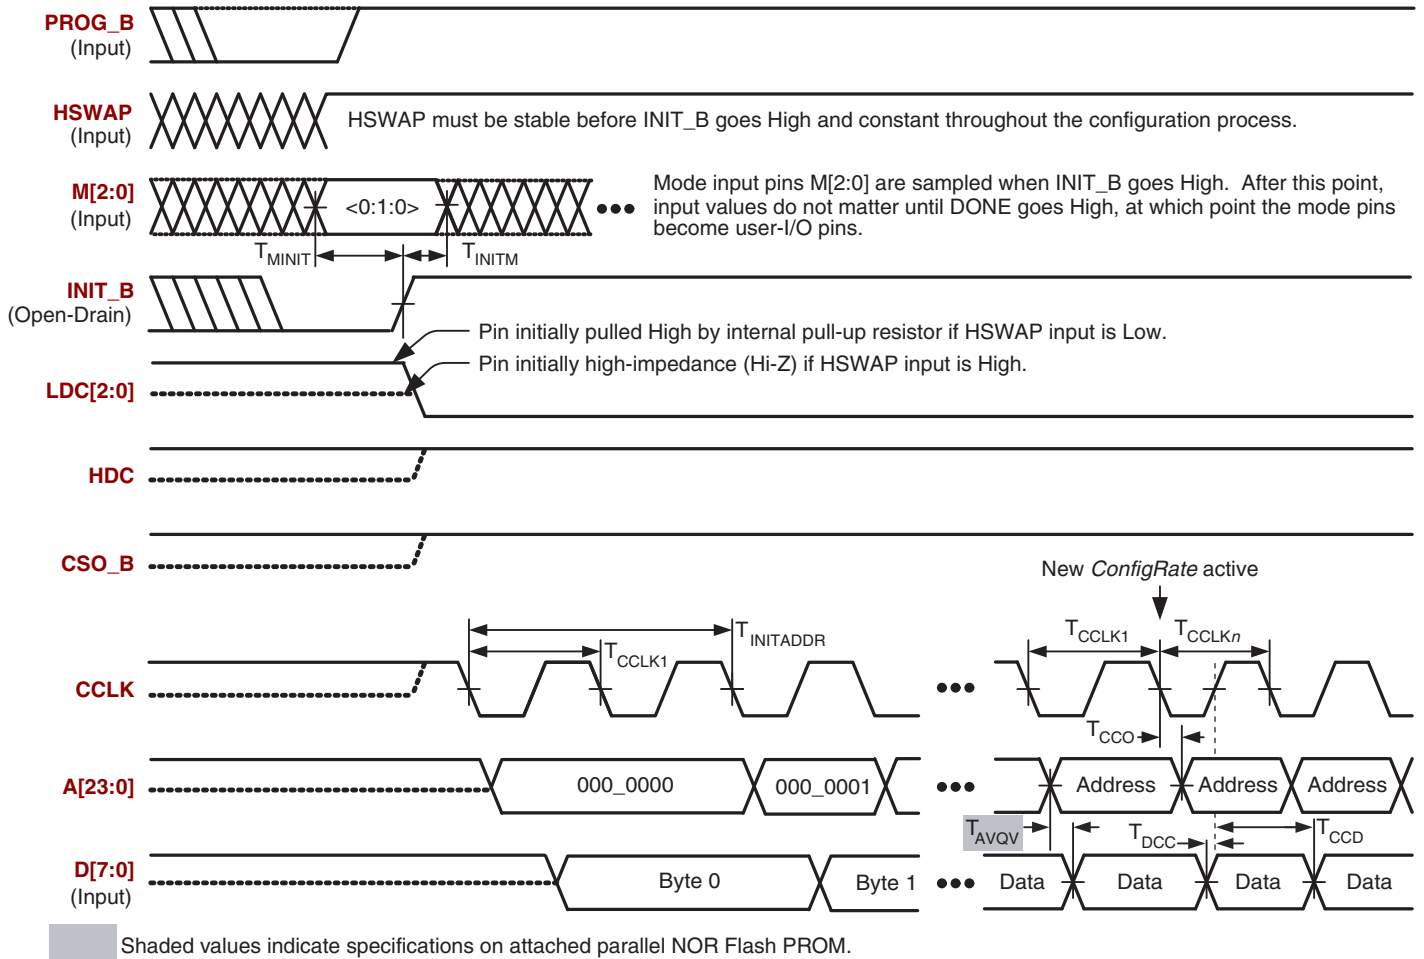 PROG_B
(Input)
HSWAP
(Input)
HSWAP must be stable before INIT_B goes High and constant throughout the configuration process.
M[2:0]
(Input)
<0:1:0>
Mode input pins M[2:0] are sampled when INIT_B goes High. After this point,
input values do not matter until DONE goes High, at which point the mode pins
become user-I/O pins.
TMINIT
TINITM
INIT_B
(Open-Drain)
Pin initially pulled High by internal pull-up resistor if HSWAP input is Low.
Pin initially high-impedance (Hi-Z) if HSWAP input is High.
LDC[2:0]
HDC
CSO_B
New ConfigRate active
TINITADDR
TCCLK1
TCCLK1
TCCLKn
CCLK
TCCO
A[23:0]
000_0000
000_0001
Address
Address
Address
TAVQV
TDCC
TCCD
D[7:0]
(Input)
Byte 0
Byte 1
Data
Data
Data
Data
Shaded values indicate specifications on attached parallel NOR Flash PROM.